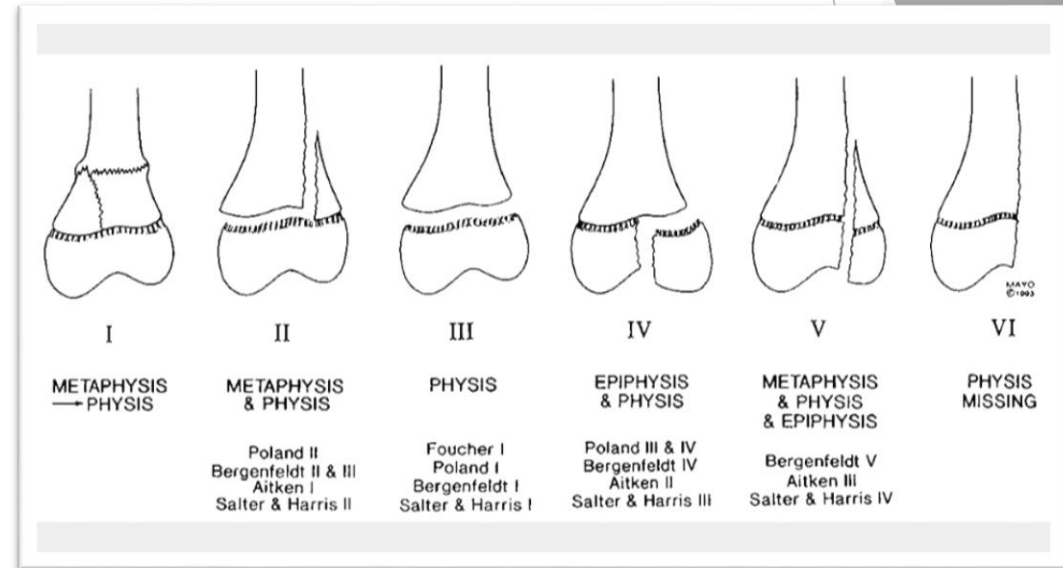 MAYO
©1993
I
II
III
IV
V
VI
METAPHYSIS
→ PHYSIS
METAPHYSIS
& PHYSIS
PHYSIS
EPIPHYSIS
& PHYSIS
METAPHYSIS
& PHYSIS
& EPIPHYSIS
PHYSIS
MISSING
Poland II
Bergenfeldt II & III
Aitken I
Salter & Harris II
Foucher I
Poland I
Bergenfeldt I
Salter & Harris I
Poland III & IV
Bergenfeldt IV
Aitken II
Salter & Harris III
Bergenfeldt V
Aitken III
Salter & Harris IV